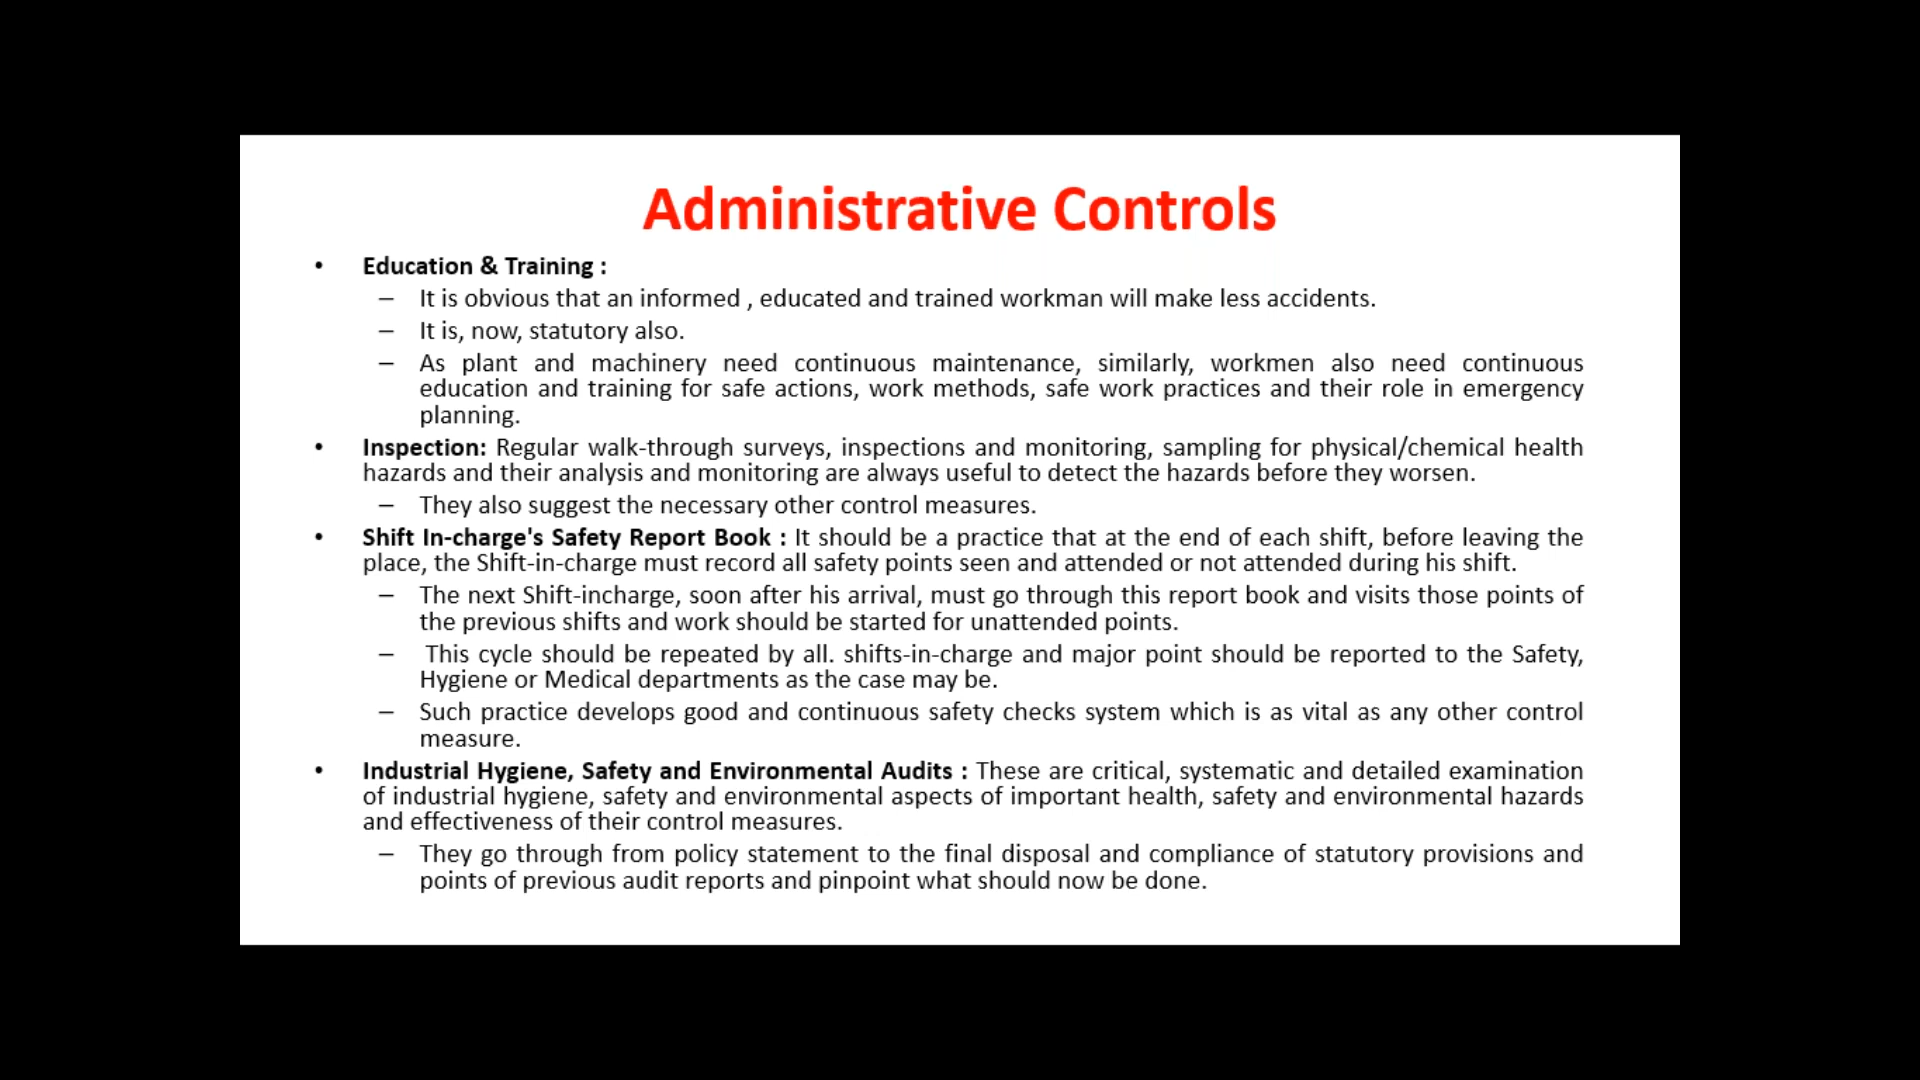 Administrative Controls
• Education & Training :
– It is obvious that an informed , educated and trained workman will make less accidents.
– It is, now, statutory also.
– As plant and machinery need continuous maintenance, similarly, workmen also need continuous
education and training for safe actions, work methods, safe work practices and their role in emergency
planning.
• Inspection: Regular walk-through surveys, inspections and monitoring, sampling for physical/chemical health
hazards and their analysis and monitoring are always useful to detect the hazards before they worsen.
– They also suggest the necessary other control measures.
• Shift In-charge's Safety Report Book : It should be a practice that at the end of each shift, before leaving the
place, the Shift-in-charge must record all safety points seen and attended or not attended during his shift.
– The next Shift-incharge, soon after his arrival, must go through this report book and visits those points of
the previous shifts and work should be started for unattended points.
– This cycle should be repeated by all. shifts-in-charge and major point should be reported to the Safety,
Hygiene or Medical departments as the case may be.
– Such practice develops good and continuous safety checks system which is as vital as any other control
measure.
• Industrial Hygiene, Safety and Environmental Audits : These are critical, systematic and detailed examination
of industrial hygiene, safety and environmental aspects of important health, safety and environmental hazards
and effectiveness of their control measures.
– They go through from policy statement to the final disposal and compliance of statutory provisions and
points of previous audit reports and pinpoint what should now be done.